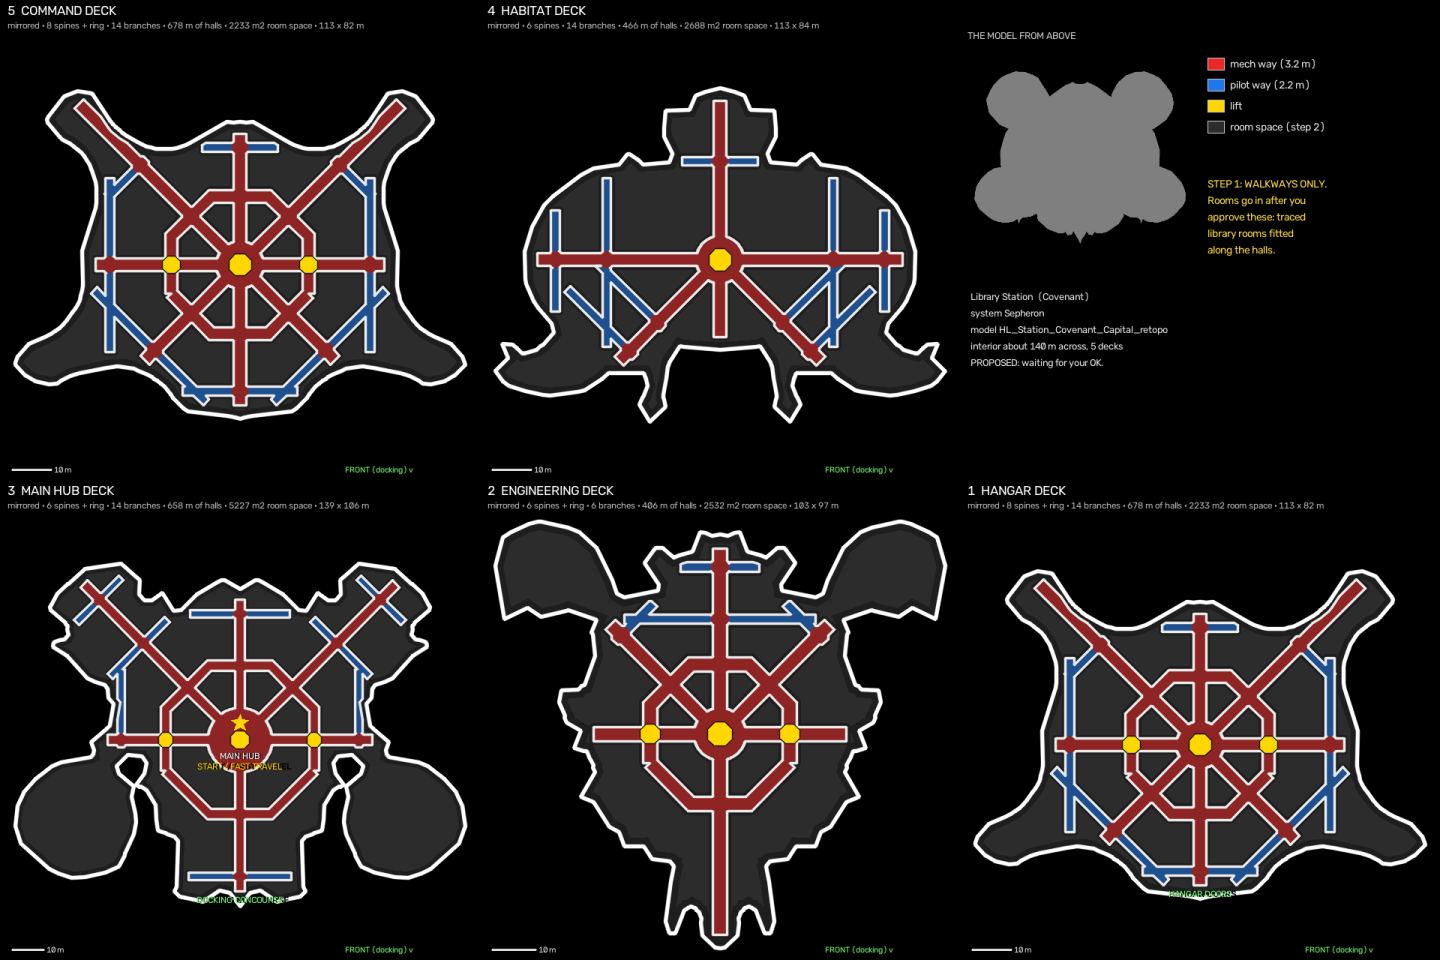 5 COMMAND DECK
mirrored • 8 spines + ring • 14 branches • 678 m of halls • 2233 m2 room space • 113 x 82 m
10 m
FRONT (docking) v
4 HABITAT DECK
mirrored • 6 spines • 14 branches • 466 m of halls • 2688 m2 room space • 113 x 84 m
10 m
FRONT (docking) v
THE MODEL FROM ABOVE
mech way (3.2 m)
pilot way (2.2 m)
lift
room space (step 2)
STEP 1: WALKWAYS ONLY.
Rooms go in after you
approve these: traced
library rooms fitted
along the halls.
Library Station (Covenant)
system Sepheron
model HL_Station_Covenant_Capital_retopo
interior about 140 m across, 5 decks
PROPOSED: waiting for your OK.
3 MAIN HUB DECK
mirrored • 6 spines + ring • 14 branches • 658 m of halls • 5227 m2 room space • 139 x 106 m
MAIN HUB
START / FAST TRAVEL
DOCKING CONCOURSE
10 m
FRONT (docking) v
2 ENGINEERING DECK
mirrored • 6 spines + ring • 6 branches • 406 m of halls • 2532 m2 room space • 103 x 97 m
10 m
FRONT (docking) v
1 HANGAR DECK
mirrored • 8 spines + ring • 14 branches • 678 m of halls • 2233 m2 room space • 113 x 82 m
HANGAR DOORS
10 m
FRONT (docking) v